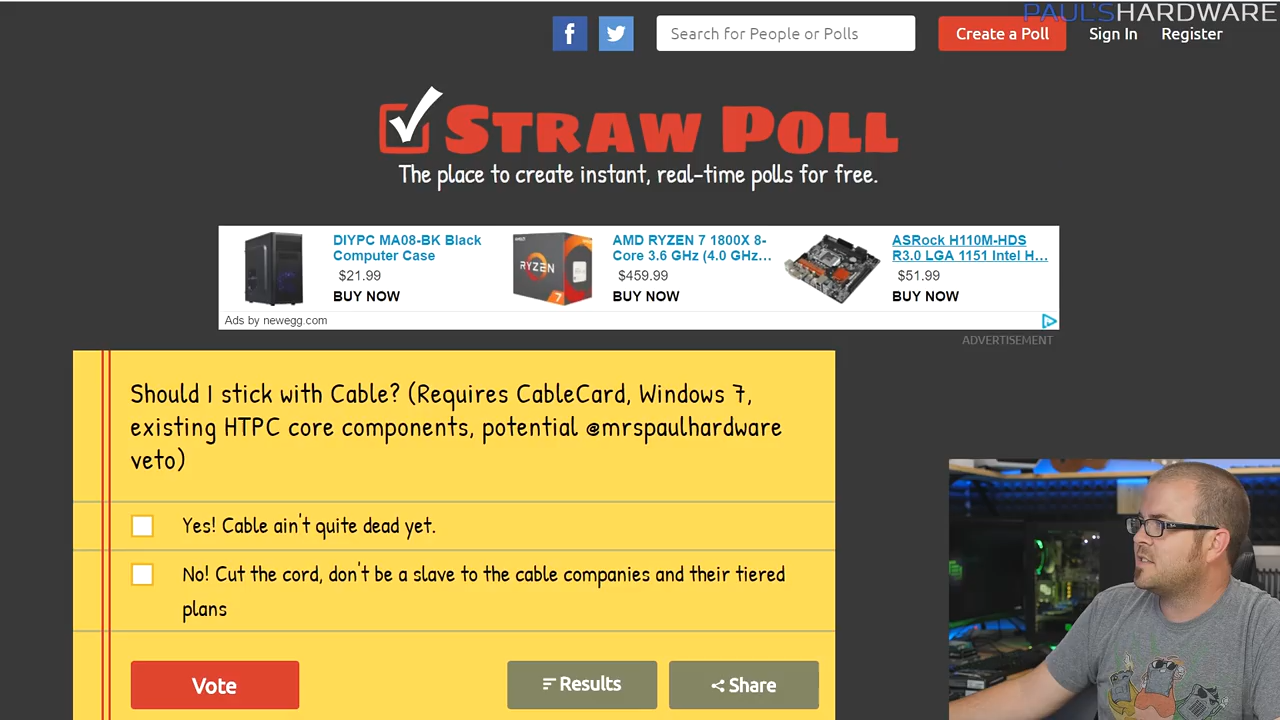 PAUL'SHARDWARE
f
Search for People or Polls
Create a Poll
Sign In
Register
STRAW POLL
The place to create instant, real-time polls for free.
DIYPC MA08-BK Black
Computer Case
$21.99
BUY NOW
RYZEN
7
AMD RYZEN 7 1800X 8-
Core 3.6 GHz (4.0 GHz...
$459.99
BUY NOW
ASRock H110M-HDS
R3.0 LGA 1151 Intel H...
$51.99
BUY NOW
Ads by newegg.com
ADVERTISEMENT
Should I stick with Cable? (Requires CableCard, Windows 7,
existing HTPC core components, potential @mrspaulhardware
veto)
Yes! Cable ain't quite dead yet.
No! Cut the cord, don't be a slave to the cable companies and their tiered
plans
Vote
Results
Share